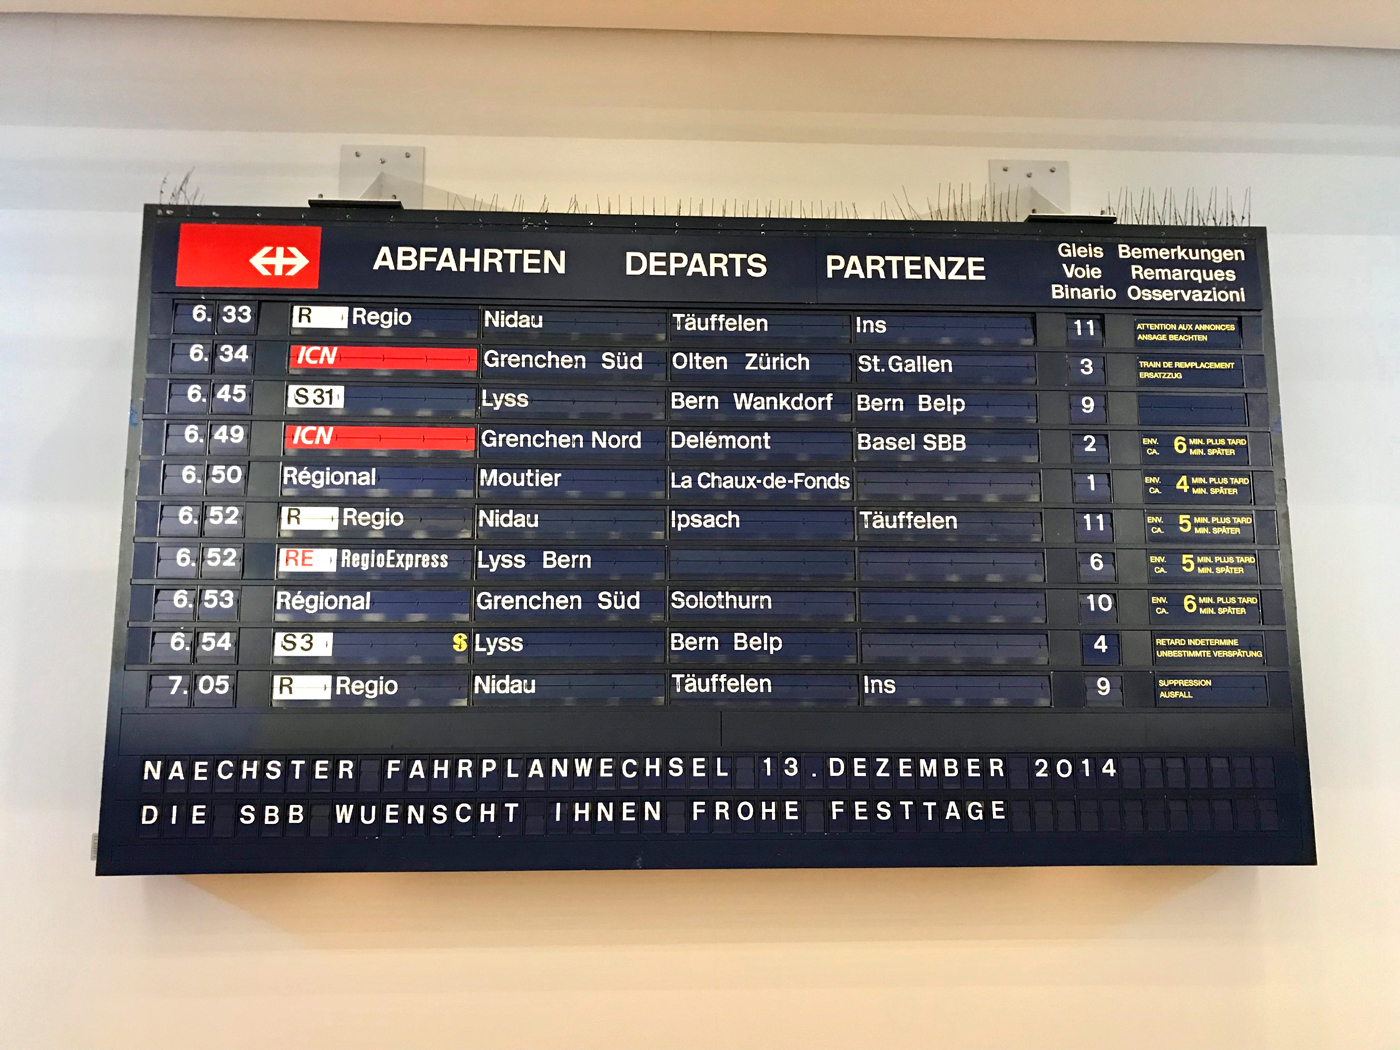 ABFAHRTEN DEPARTS PARTENZE Gleis Voie Binario Bemerkungen Remarques Osservazioni
6. 33 R Regio Nidau Täuffelen Ins 11 ATTENTION AUX ANNONCES ANSAGE BEACHTEN
6. 34 ICN Grenchen Süd Olten Zürich St. Gallen 3 TRAIN DE REMPLACEMENT ERSATZZUG
6. 45 S31 Lyss Bern Wankdorf Bern Belp 9
6. 49 ICN Grenchen Nord Delémont Basel SBB 2 ENV. CA. 6 MIN. PLUS TARD MIN. SPÄTER
6. 50 Régional Moutier La Chaux-de-Fonds 1 ENV. CA. 4 MIN. PLUS TARD MIN. SPÄTER
6. 52 R Regio Nidau Ipsach Täuffelen 11 ENV. CA. 5 MIN. PLUS TARD MIN. SPÄTER
6. 52 RE RegioExpress Lyss Bern 6 ENV. CA. 5 MIN. PLUS TARD MIN. SPÄTER
6. 53 Régional Grenchen Süd Solothurn 10 ENV. CA. 6 MIN. PLUS TARD MIN. SPÄTER
6. 54 S3 Lyss Bern Belp 4 RETARD INDETERMINE UNBESTIMMTE VERSPÄTUNG
7. 05 R Regio Nidau Täuffelen Ins 9 SUPPRESSION AUSFALL
NAECHSTER FAHRPLANWECHSEL 13.DEZEMBER 2014
DIE SBB WUENSCHT IHNEN FROHE FESTTAGE